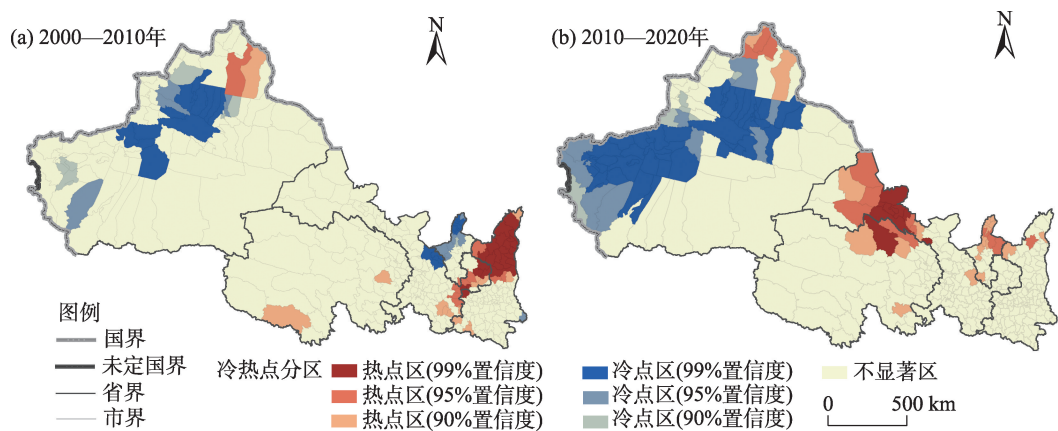 (a) 2000—2010年
N
(b) 2010—2020年
N
图例
国界
未定国界
省界
市界
冷热点分区
热点区(99%置信度)
热点区(95%置信度)
热点区(90%置信度)
冷点区(99%置信度)
冷点区(95%置信度)
冷点区(90%置信度)
不显著区
0 500 km